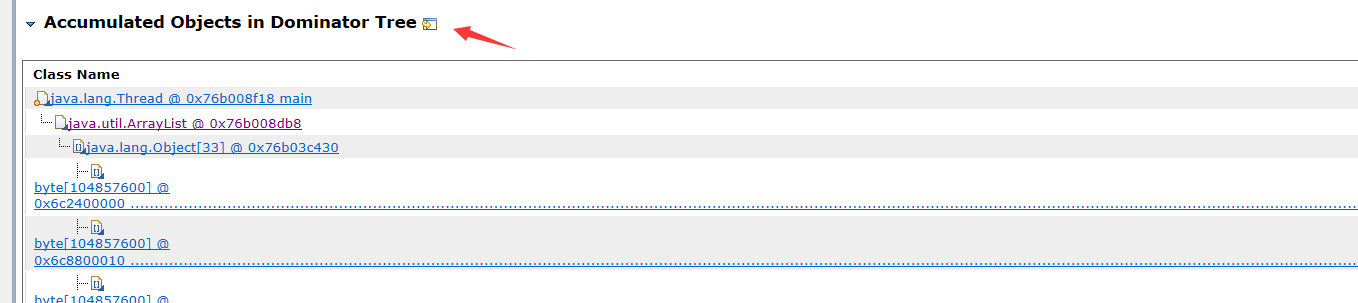 Accumulated Objects in Dominator Tree
Class Name
java.lang.Thread @ 0x76b008f18 main
java.util.ArrayList @ 0x76b008db8
java.lang.Object[33] @ 0x76b03c430
byte[104857600] @
0x6c2400000 ................................................................................................................................................................................................................................................................
byte[104857600] @
0x6c8800010 ................................................................................................................................................................................................................................................................
byte[104857600] @